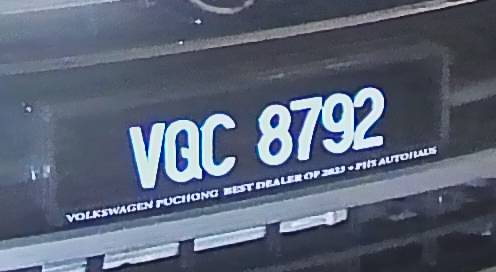 VQC 8792
VOLKSWAGEN PUCHONG BEST DEALER OF 2023 • PHS AUTOHAUS